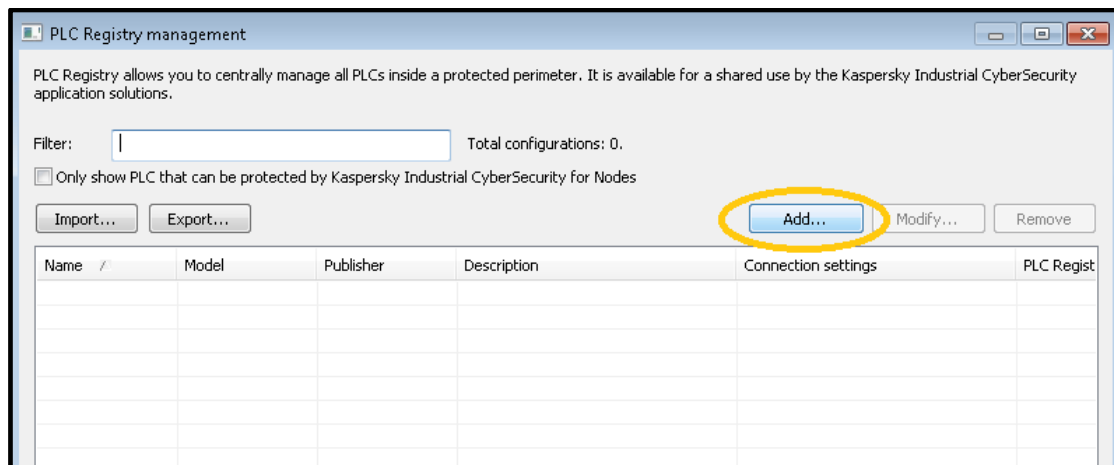 PLC Registry management
PLC Registry allows you to centrally manage all PLCs inside a protected perimeter. It is available for a shared use by the Kaspersky Industrial CyberSecurity
application solutions.
Filter: Total configurations: 0.
Only show PLC that can be protected by Kaspersky Industrial CyberSecurity for Nodes
Import... Export... Add... Modify... Remove
Name Model Publisher Description Connection settings PLC Regist